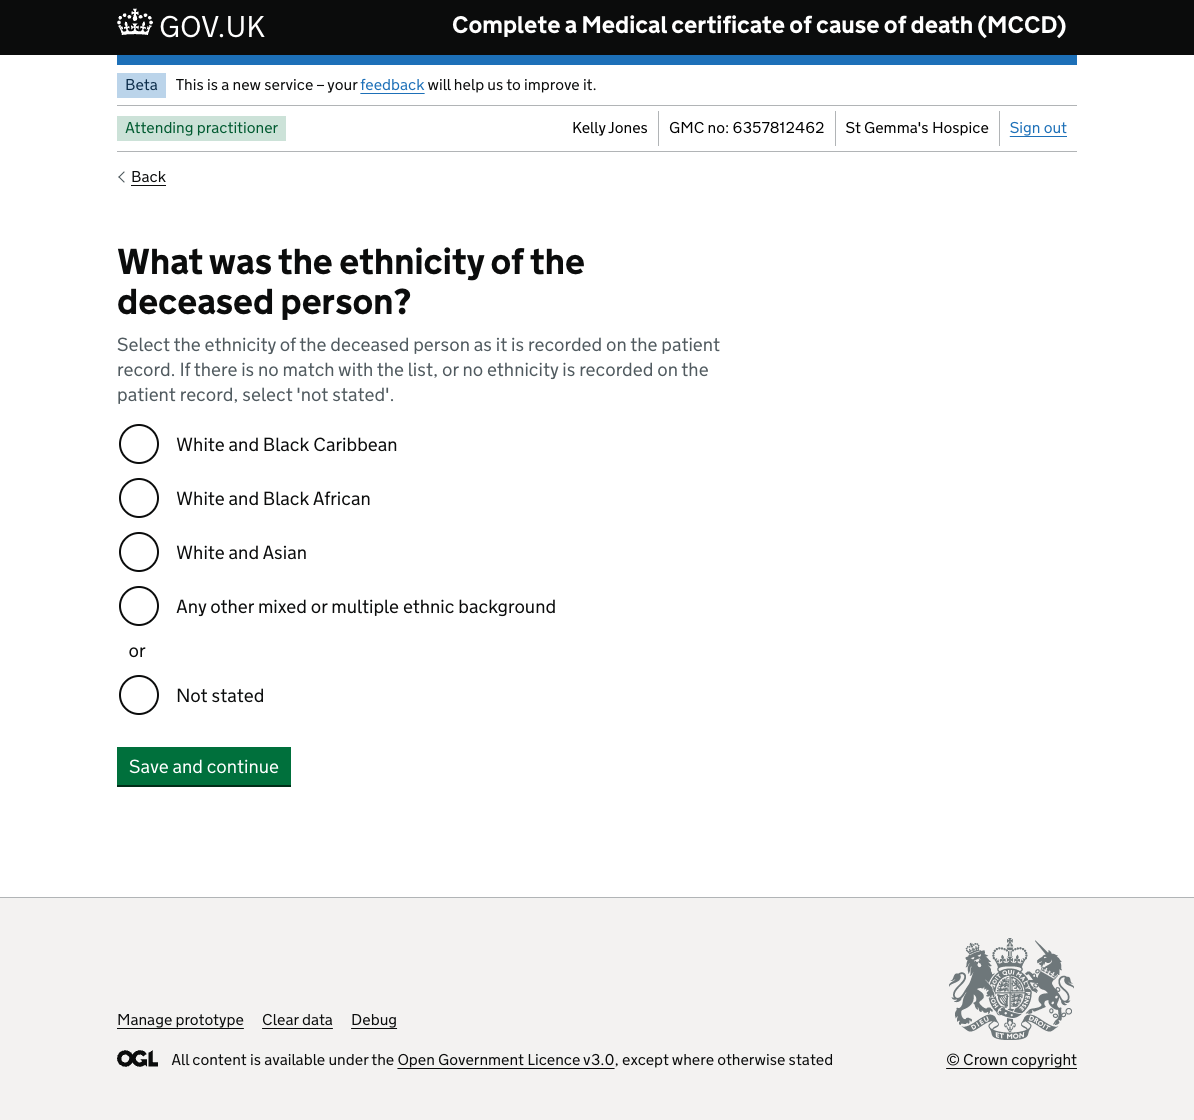 GOV.UK
Complete a Medical certificate of cause of death (MCCD)
Beta This is a new service – your feedback will help us to improve it.
Attending practitioner Kelly Jones GMC no: 6357812462 St Gemma's Hospice Sign out
Back
What was the ethnicity of the
deceased person?
Select the ethnicity of the deceased person as it is recorded on the patient
record. If there is no match with the list, or no ethnicity is recorded on the
patient record, select 'not stated'.
White and Black Caribbean
White and Black African
White and Asian
Any other mixed or multiple ethnic background
or
Not stated
Save and continue
Manage prototype Clear data Debug
OGL All content is available under the Open Government Licence v3.0, except where otherwise stated
DIEU ET MON DROIT
© Crown copyright